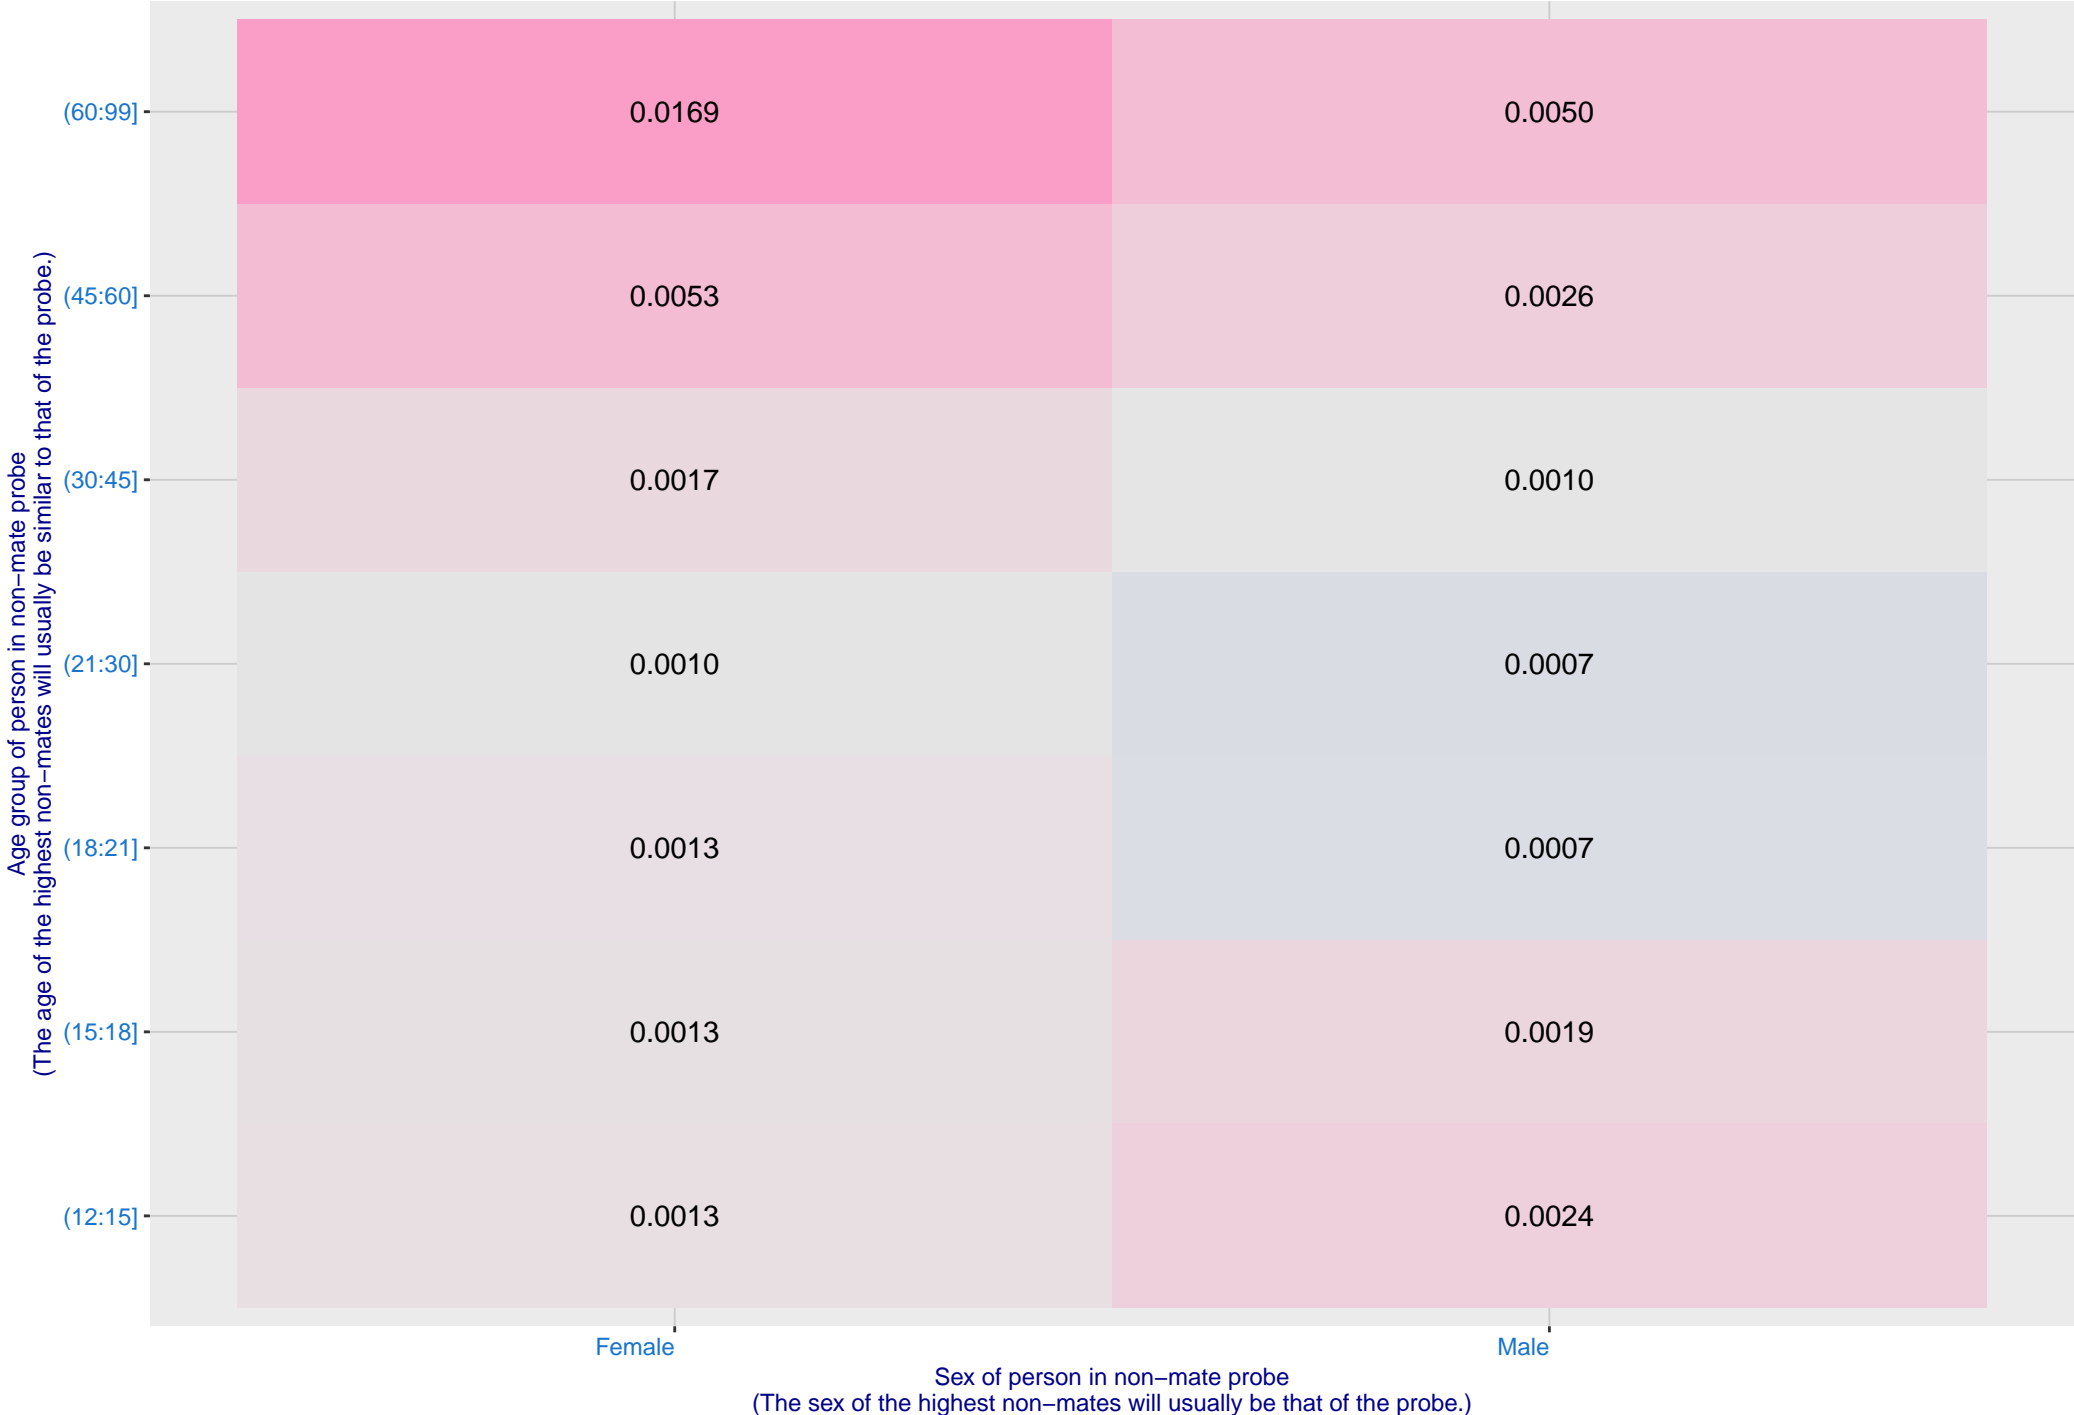 Age group of person in non−mate probe
(The age of the highest non−mates will usually be similar to that of the probe.)
(60:99] 0.0169 0.0050
(45:60] 0.0053 0.0026
(30:45] 0.0017 0.0010
(21:30] 0.0010 0.0007
(18:21] 0.0013 0.0007
(15:18] 0.0013 0.0019
(12:15] 0.0013 0.0024
Female Male
Sex of person in non−mate probe
(The sex of the highest non−mates will usually be that of the probe.)